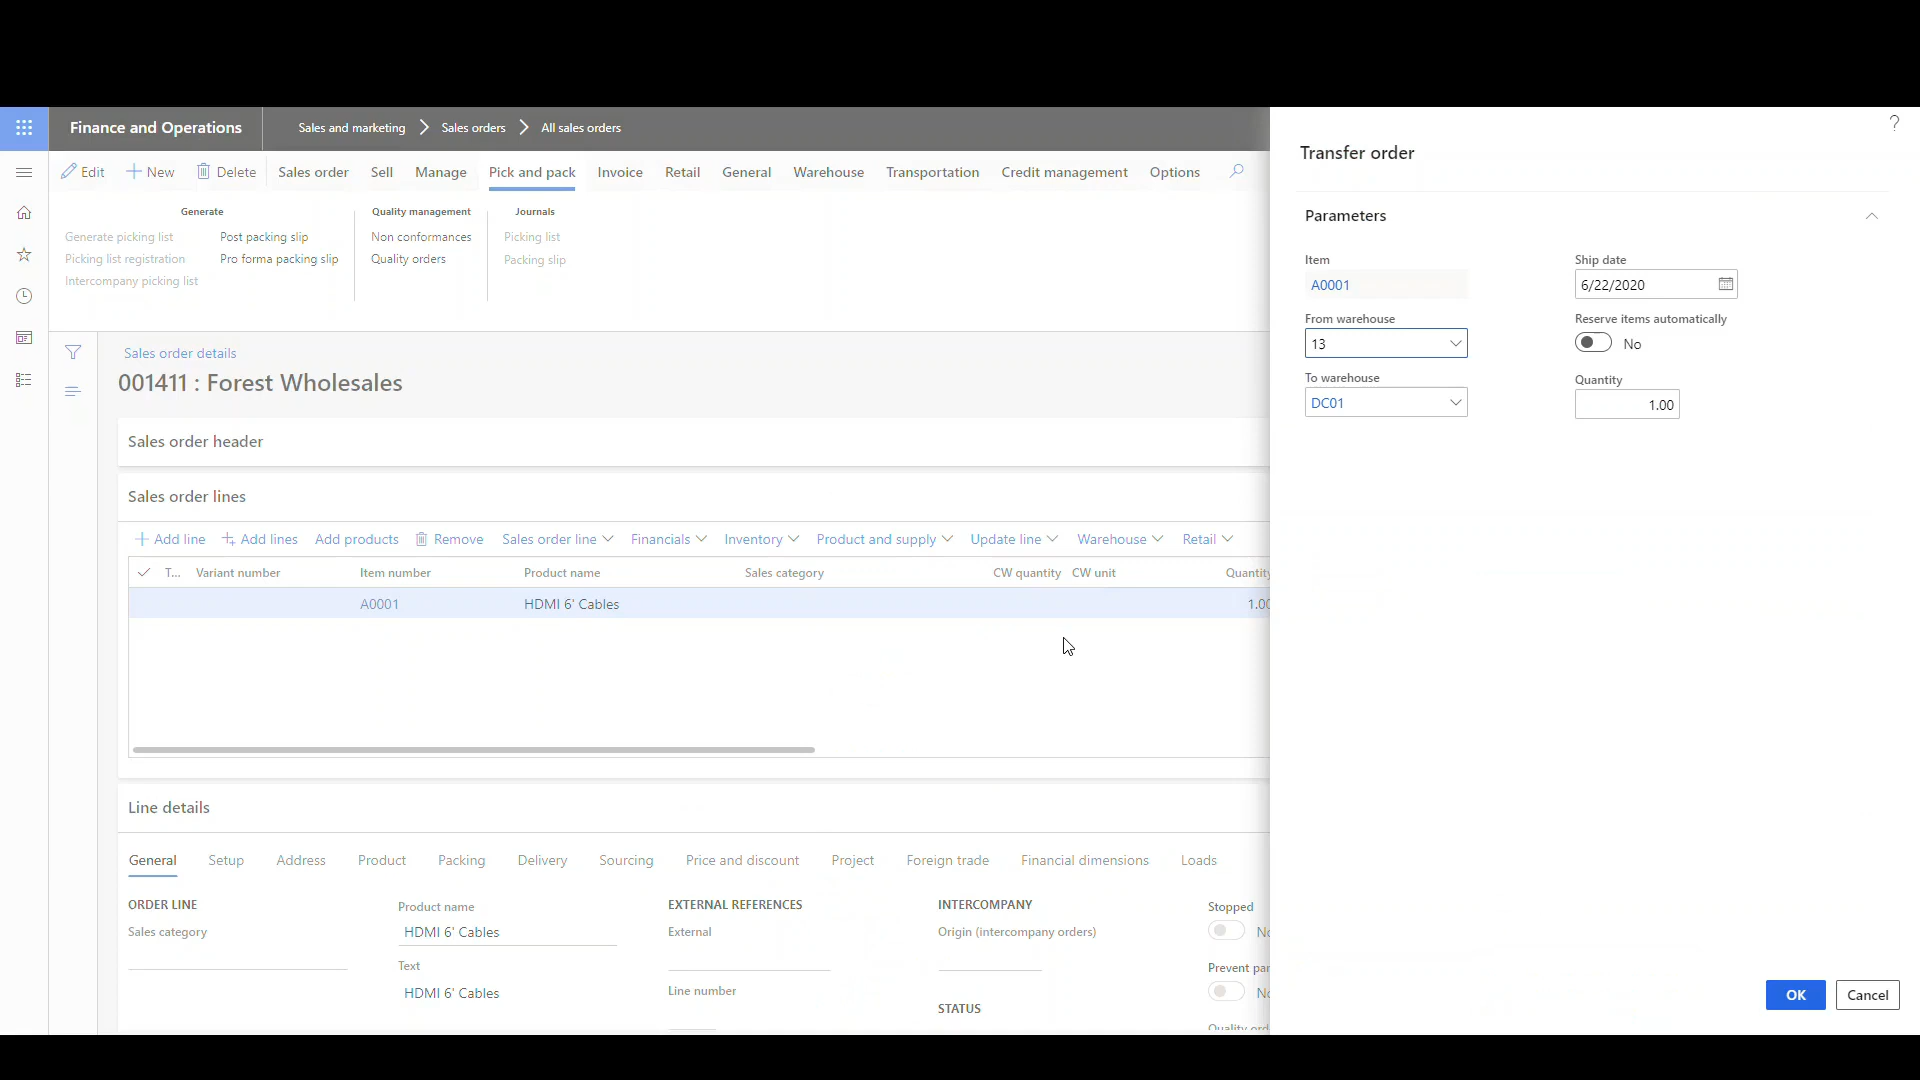 Finance and Operations
Sales and marketing > Sales orders > All sales orders
Edit New Delete Sales order Sell Manage Pick and pack Invoice Retail General Warehouse Transportation Credit management Options
Generate Quality management Journals
Generate picking list Post packing slip Non conformances Picking list
Picking list registration Pro forma packing slip Quality orders Packing slip
Intercompany picking list
Sales order details
001411 : Forest Wholesales
Sales order header
Sales order lines
Add line Add lines Add products Remove Sales order line Financials Inventory Product and supply Update line Warehouse Retail
T... Variant number Item number Product name Sales category CW quantity CW unit Quantity
A0001 HDMI 6' Cables 1.00
Line details
General Setup Address Product Packing Delivery Sourcing Price and discount Project Foreign trade Financial dimensions Loads
ORDER LINE
Sales category
Product name
HDMI 6' Cables
Text
HDMI 6' Cables
EXTERNAL REFERENCES
External
Line number
INTERCOMPANY
Origin (intercompany orders)
STATUS
Stopped
No
Prevent par
No
?
Transfer order
Parameters
Item
A0001
From warehouse
13
To warehouse
DC01
Ship date
6/22/2020
Reserve items automatically
No
Quantity
1.00
OK Cancel